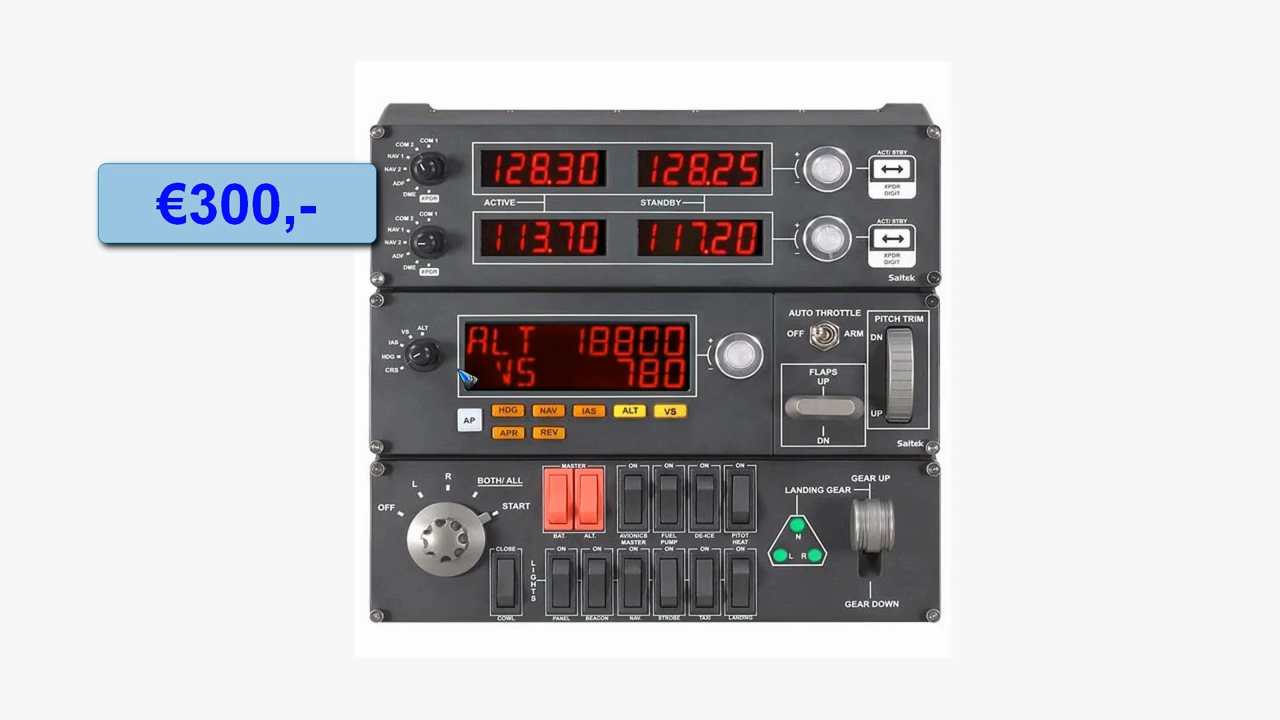 €300,-
COM 2 COM 1
NAV 1
NAV 2
ADF
DME XPDR
128.30 128.25
ACT/ STBY
XPDR
DIGIT
ACTIVE STANDBY
COM 2 COM 1
NAV 1
NAV 2
ADF
DME XPDR
113.70 117.20
ACT/ STBY
XPDR
DIGIT
Saitek
VS ALT
IAS
HDG
CRS
ALT 18800
VS 780
AUTO THROTTLE
OFF ARM
PITCH TRIM
DN
UP
FLAPS
UP
DN
AP HDG NAV IAS ALT VS
APR REV
Saitek
OFF L R BOTH/ ALL START
MASTER ON ON ON ON
BAT. ALT. AVIONICS MASTER FUEL PUMP DE-ICE PITOT HEAT
GEAR UP
LANDING GEAR
N
L R
GEAR DOWN
CLOSE ON ON ON ON ON ON
LIGHTS
COWL PANEL BEACON NAV. STROBE TAXI LANDING